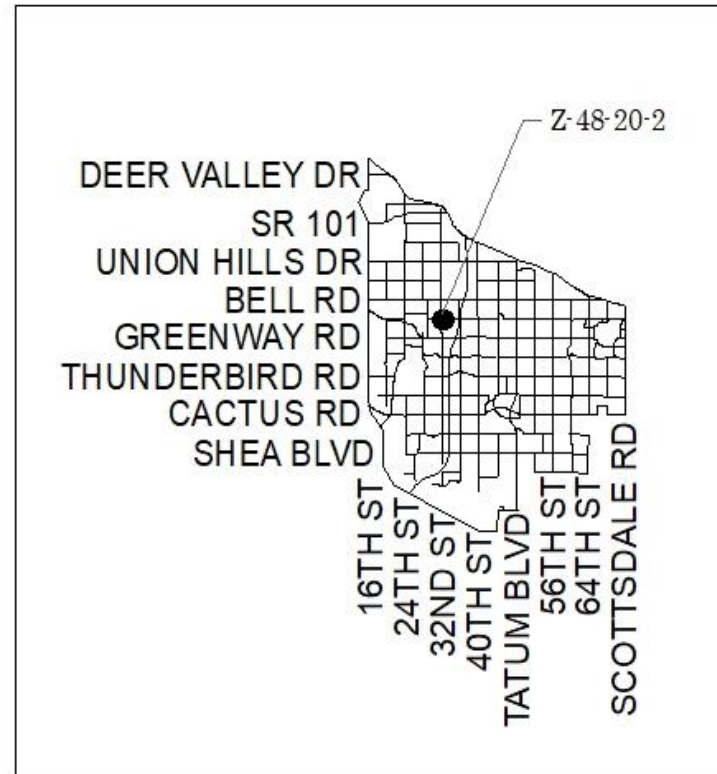 Z-48-20-2
DEER VALLEY DR
SR 101
UNION HILLS DR
BELL RD
GREENWAY RD
THUNDERBIRD RD
CACTUS RD
SHEA BLVD
16TH ST
24TH ST
32ND ST
40TH ST
TATUM BLVD
56TH ST
64TH ST
SCOTTSDALE RD